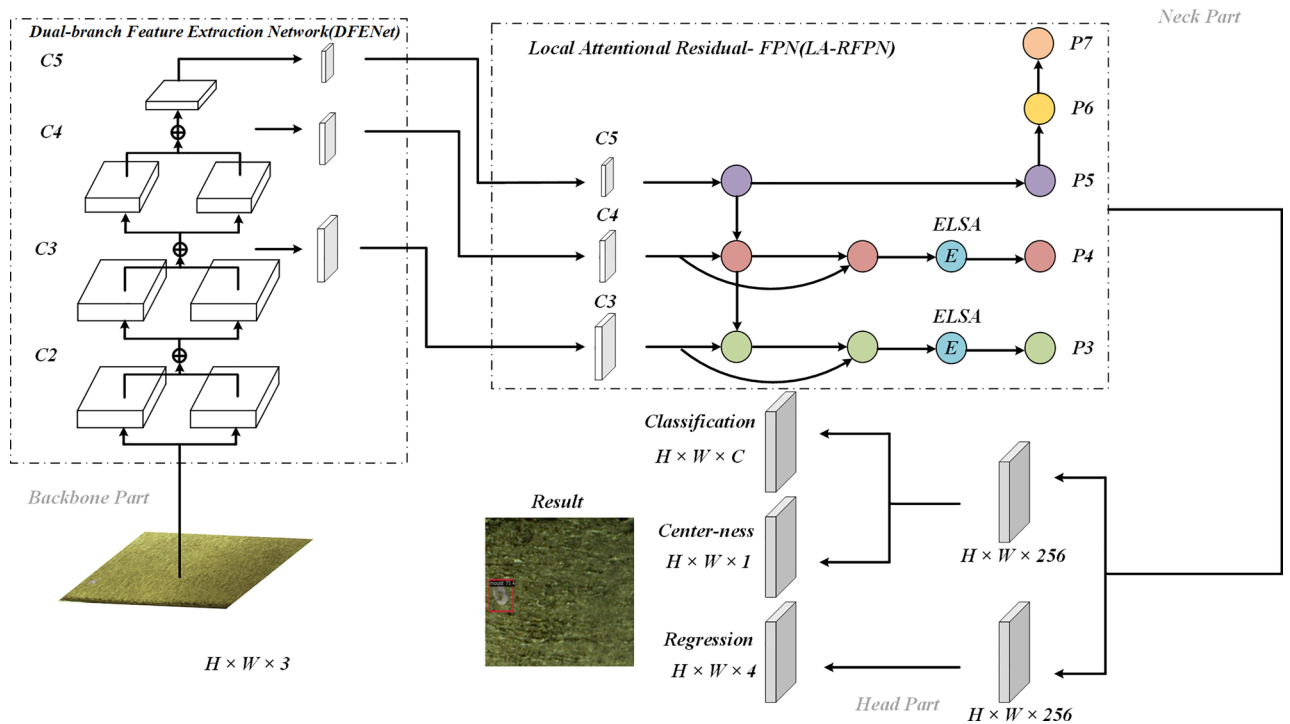 Neck Part
Dual-branch Feature Extraction Network(DFENet)
Local Attentional Residual- FPN(LA-RFPN)
C5
C4
C3
C2
C5
C4
C3
P7
P6
P5
ELSA
E
P4
ELSA
E
P3
Backbone Part
H × W × 3
Result
mould
Classification
H × W × C
Center-ness
H × W × 1
Regression
H × W × 4
H × W × 256
H × W × 256
Head Part